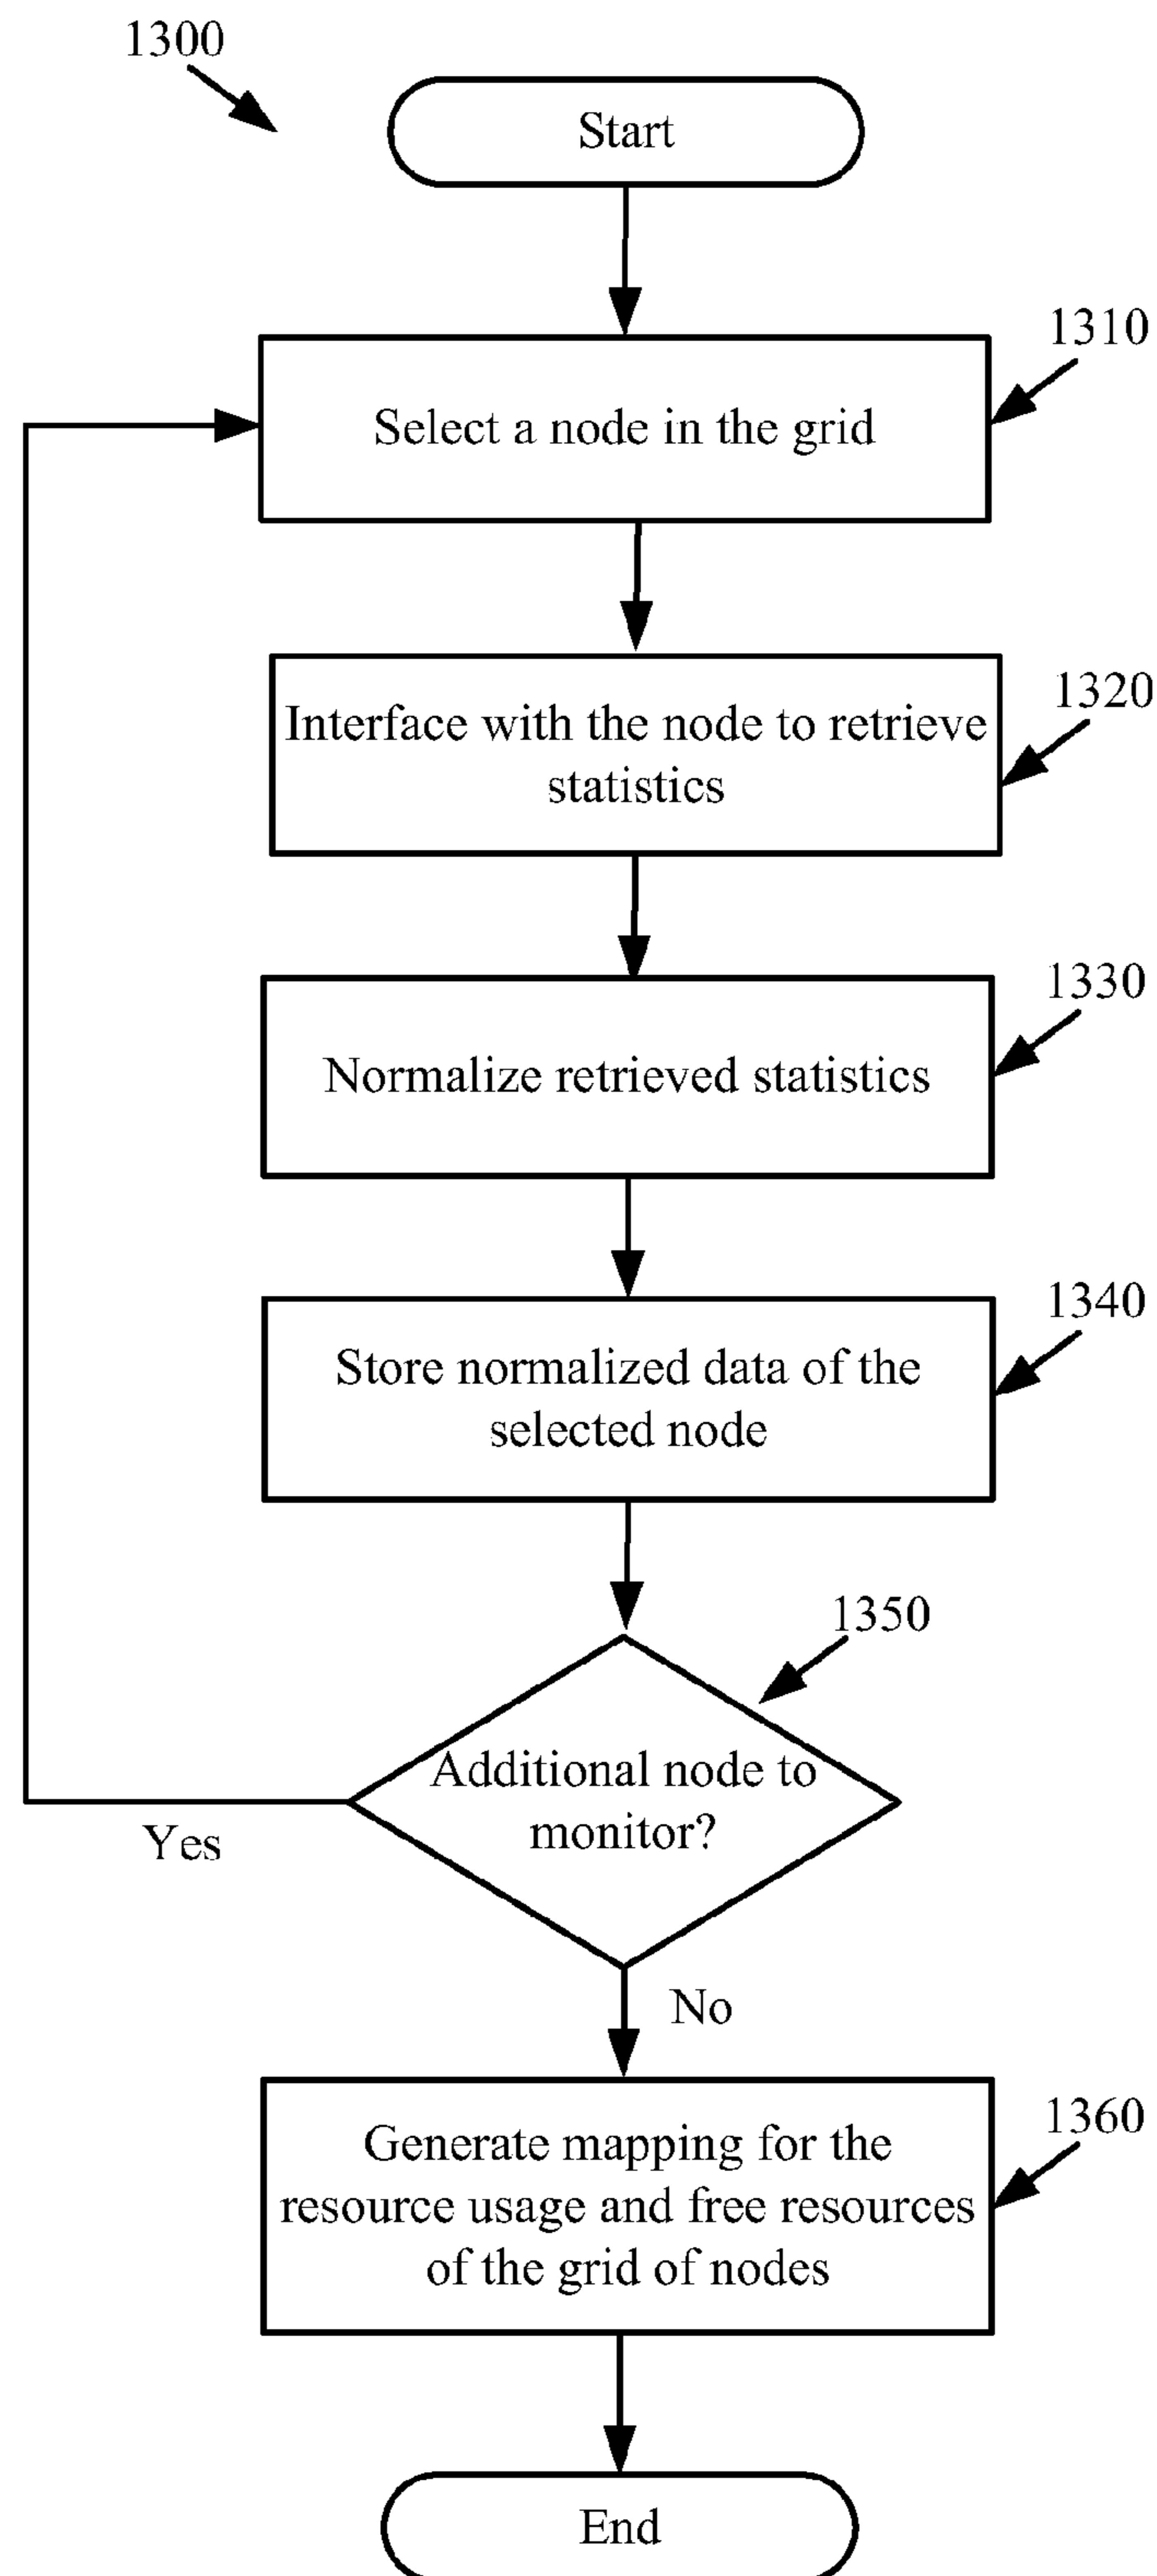 1300
Start
1310
Select a node in the grid
1320
Interface with the node to retrieve
statistics
1330
Normalize retrieved statistics
1340
Store normalized data of the
selected node
1350
Additional node to
monitor?
Yes
No
1360
Generate mapping for the
resource usage and free resources
of the grid of nodes
End